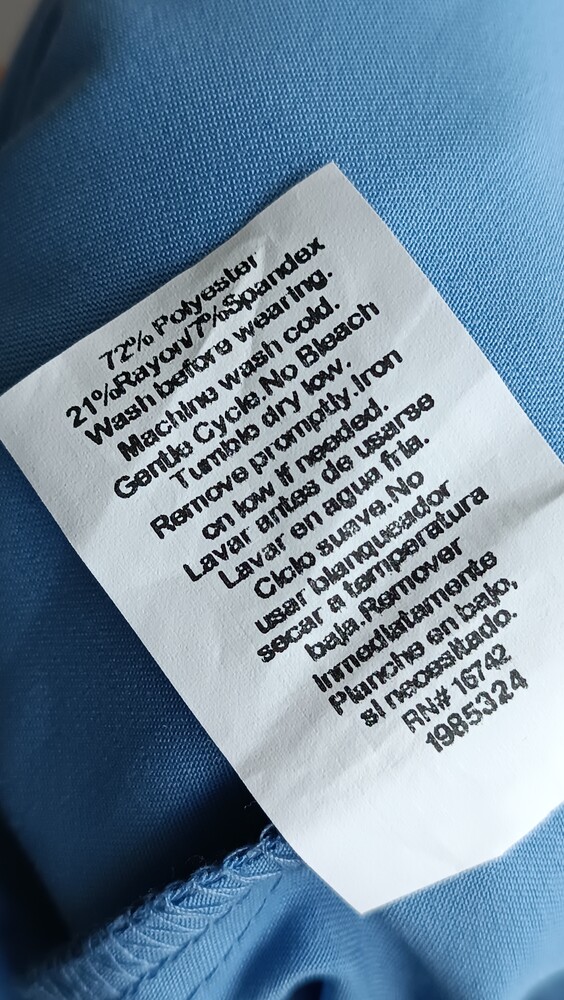 72% Polyester
21%Rayon/7%Spandex
Wash before wearing.
Machine wash cold.
Gentle Cycle.No Bleach
Tumble dry low.
Remove promptly.Iron
on low if needed.
Lavar antes de usarse
Lavar en agua fria.
Ciclo suave.No
usar blanqueador
secar a temperatura
baja.Remover
inmediatamente
Planche en bajo,
si necesitado.
RN# 16742
1985324